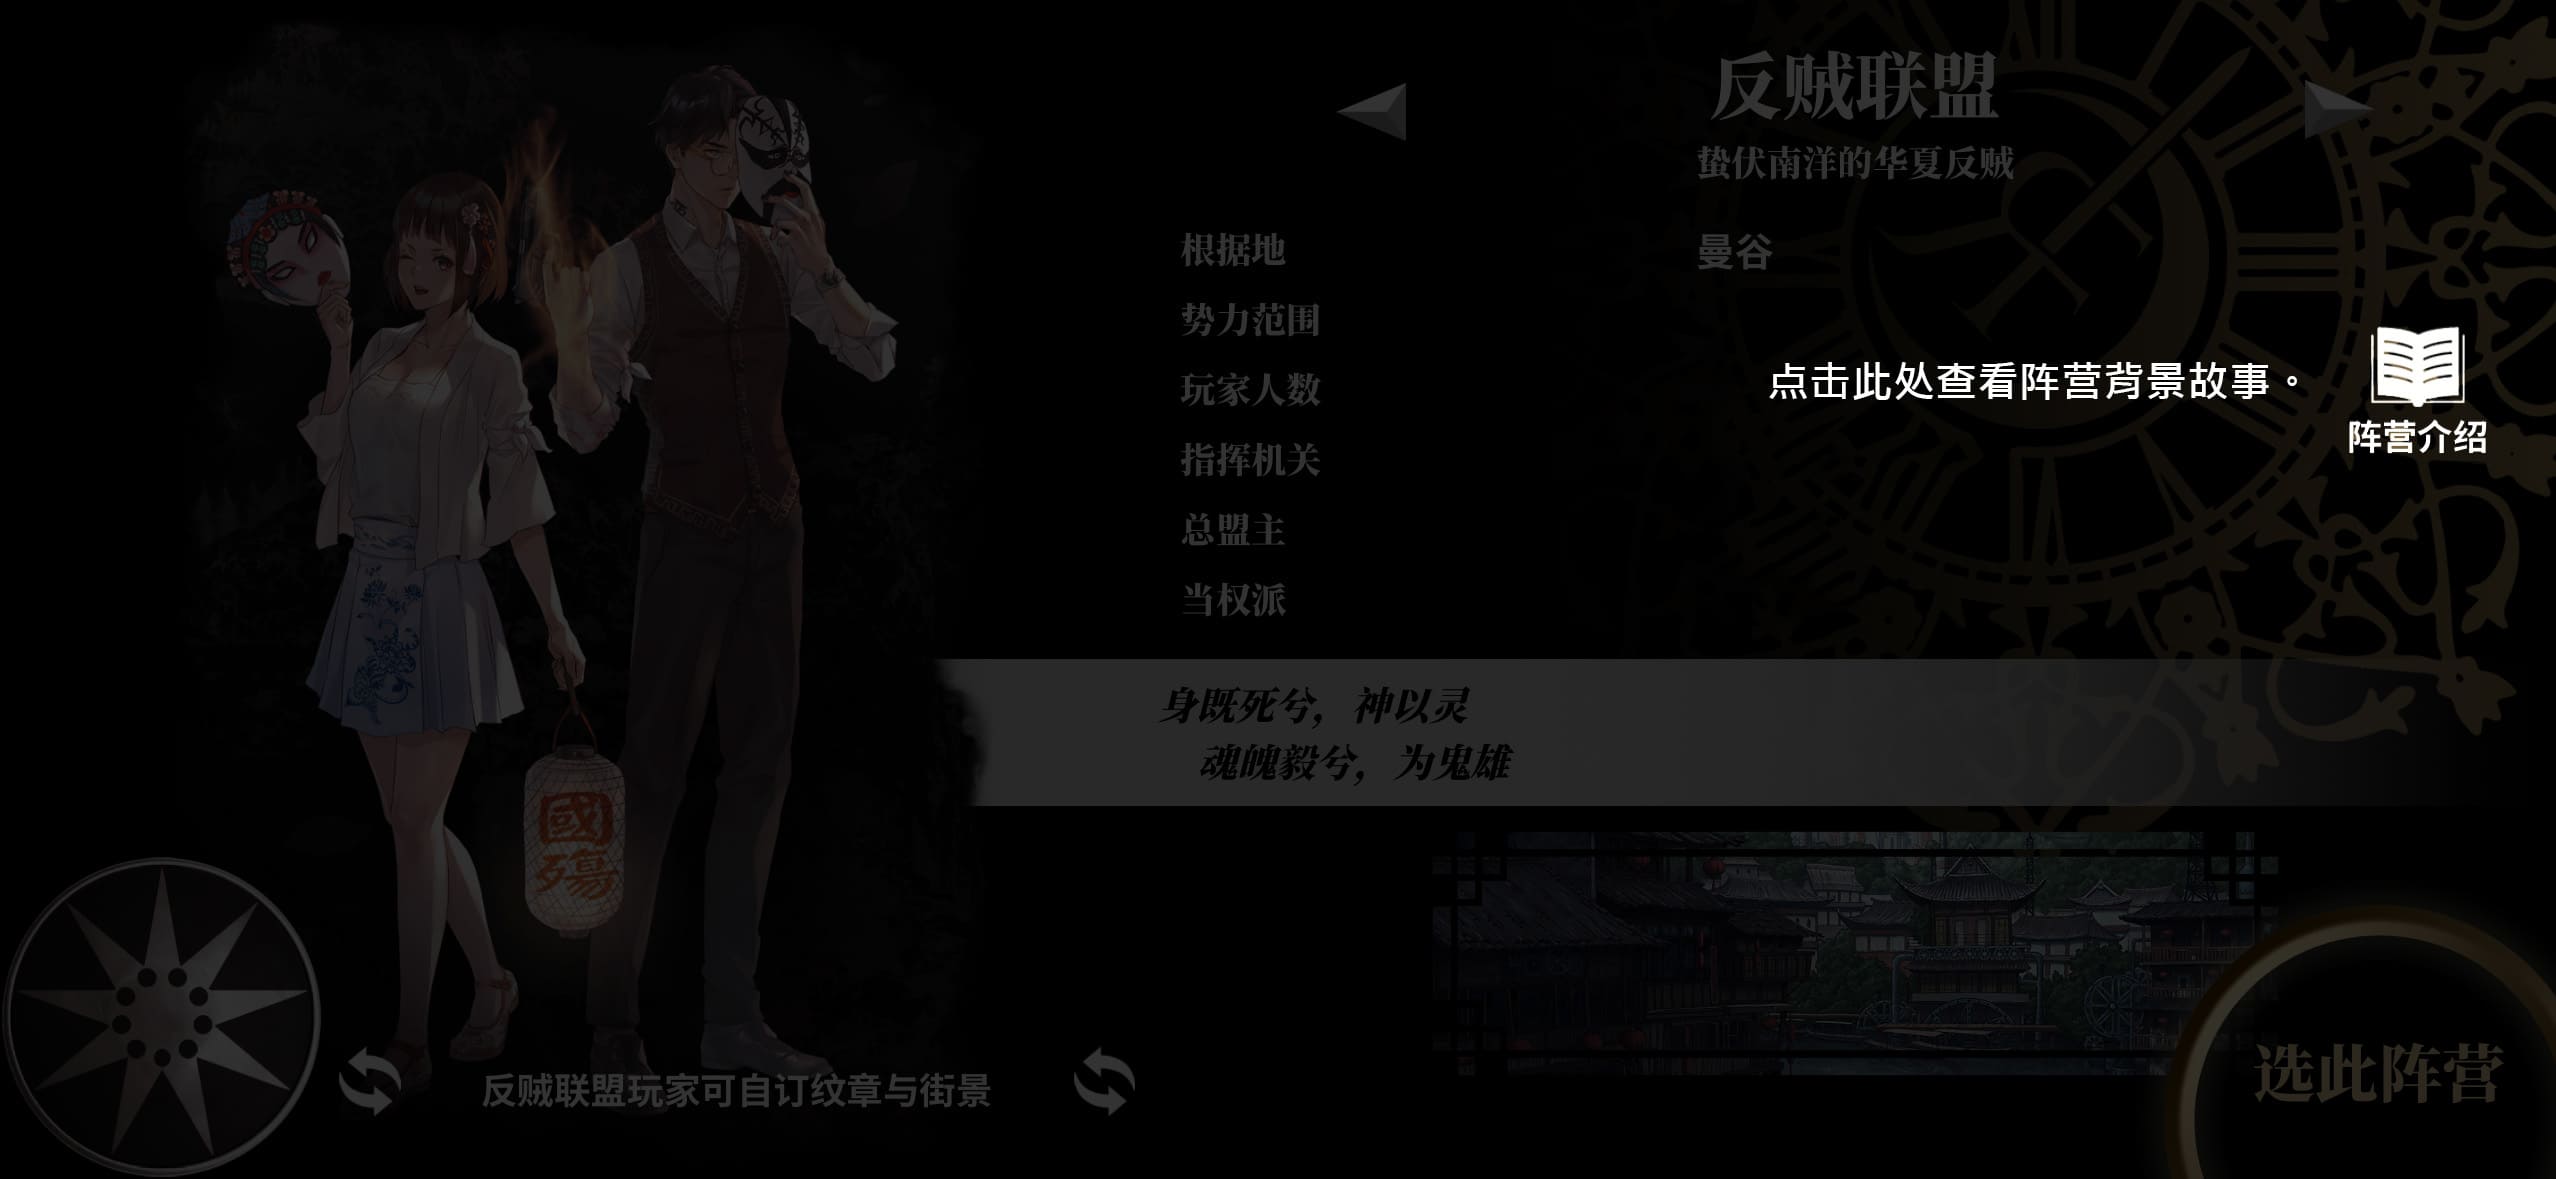 反贼联盟
蛰伏南洋的华夏反贼
根据地
曼谷
势力范围
点击此处查看阵营背景故事。
玩家人数
阵营介绍
指挥机关
总盟主
当权派
身既死兮，神以灵
魂魄毅兮，为鬼雄
國
殤
反贼联盟玩家可自订纹章与街景
选此阵营